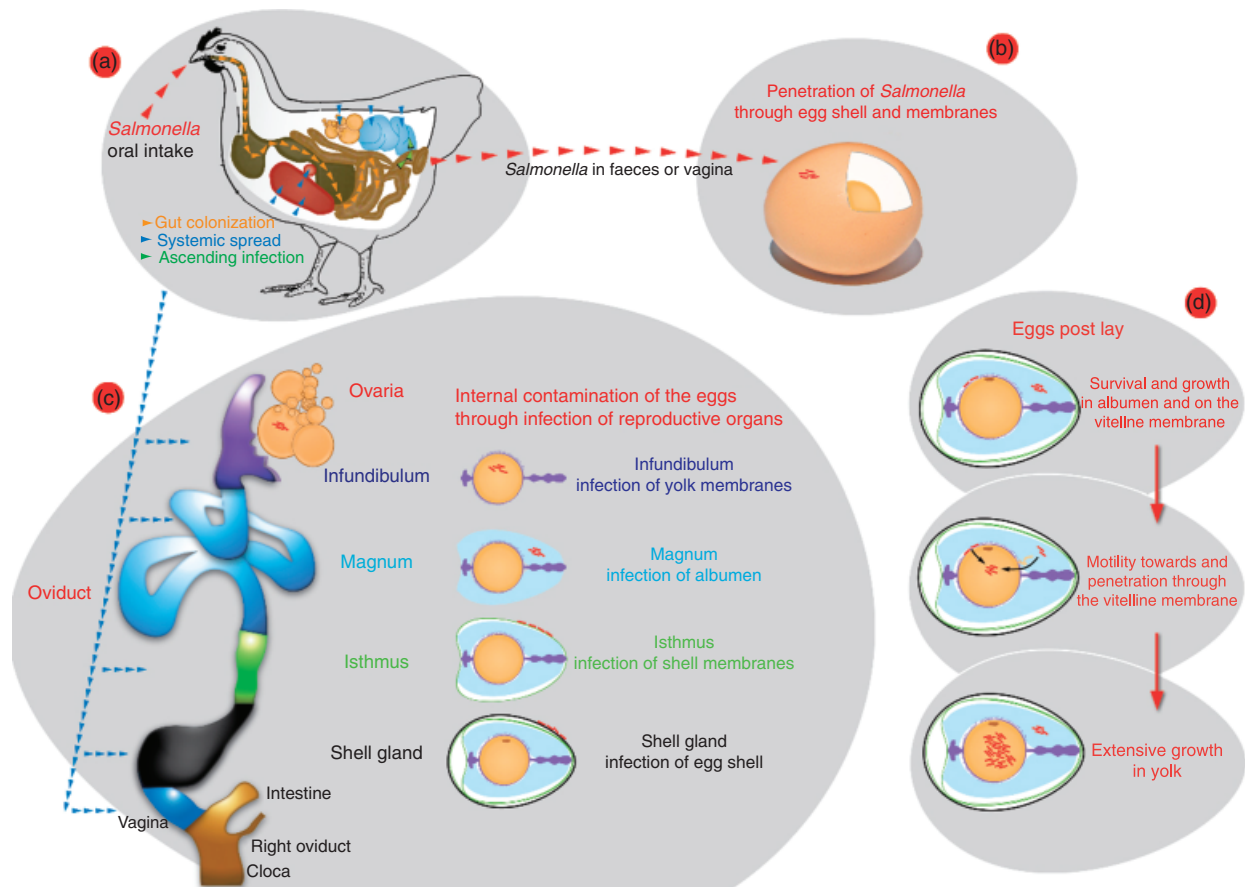 (a)
Salmonella
oral intake
Gut colonization
Systemic spread
Ascending infection
Salmonella in faeces or vagina
(b)
Penetration of Salmonella
through egg shell and membranes
(c)
Ovaria
Infundibulum
Magnum
Oviduct
Isthmus
Shell gland
Vagina
Intestine
Right oviduct
Cloca
Internal contamination of the eggs
through infection of reproductive organs
Infundibulum
infection of yolk membranes
Magnum
infection of albumen
Isthmus
infection of shell membranes
Shell gland
infection of egg shell
(d)
Eggs post lay
Survival and growth
in albumen and on the
vitellne membrane
Motility towards and
penetration through
the vitelline membrane
Extensive growth
in yolk